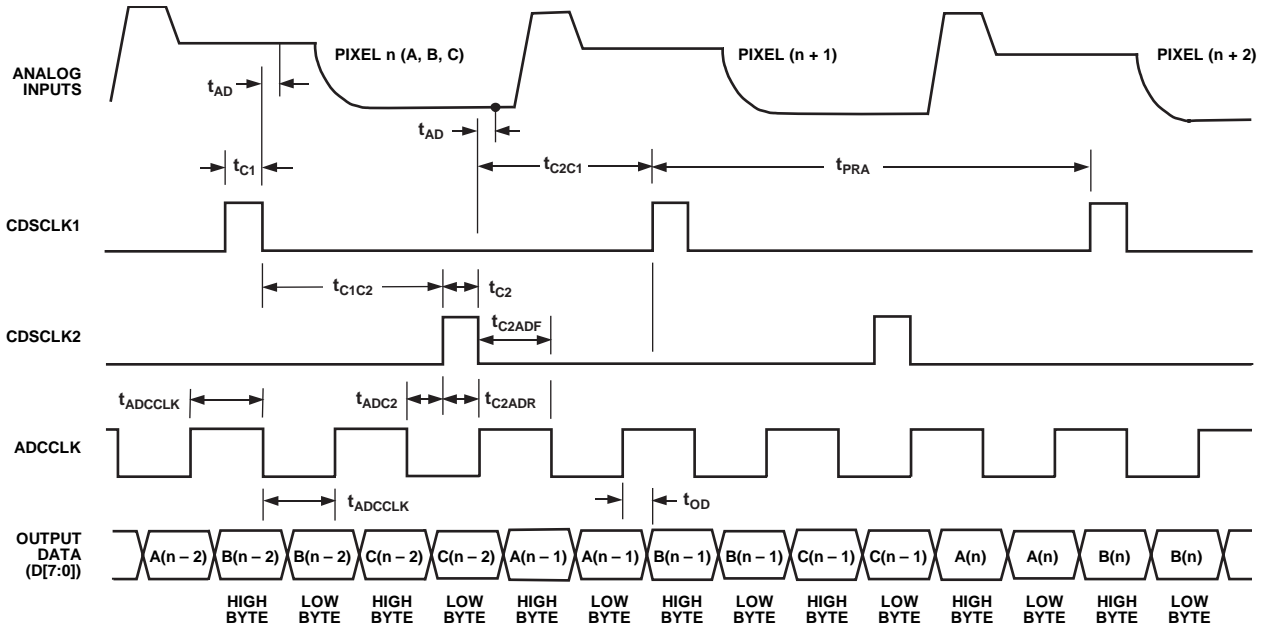 PIXEL n (A, B, C)
PIXEL (n + 1)
PIXEL (n + 2)
ANALOG
INPUTS
tAD
tAD
tC1
tC2C1
tPRA
CDSCLK1
tC1C2
tC2
tC2ADF
CDSCLK2
tADCCLK
tADC2
tC2ADR
ADCCLK
tADCCLK
tOD
OUTPUT
DATA
(D[7:0])
A(n – 2) B(n – 2) B(n – 2) C(n – 2) C(n – 2) A(n – 1) A(n – 1) B(n – 1) B(n – 1) C(n – 1) C(n – 1) A(n) A(n) B(n) B(n)
HIGH LOW HIGH LOW HIGH LOW HIGH LOW HIGH LOW HIGH LOW HIGH LOW
BYTE BYTE BYTE BYTE BYTE BYTE BYTE BYTE BYTE BYTE BYTE BYTE BYTE BYTE